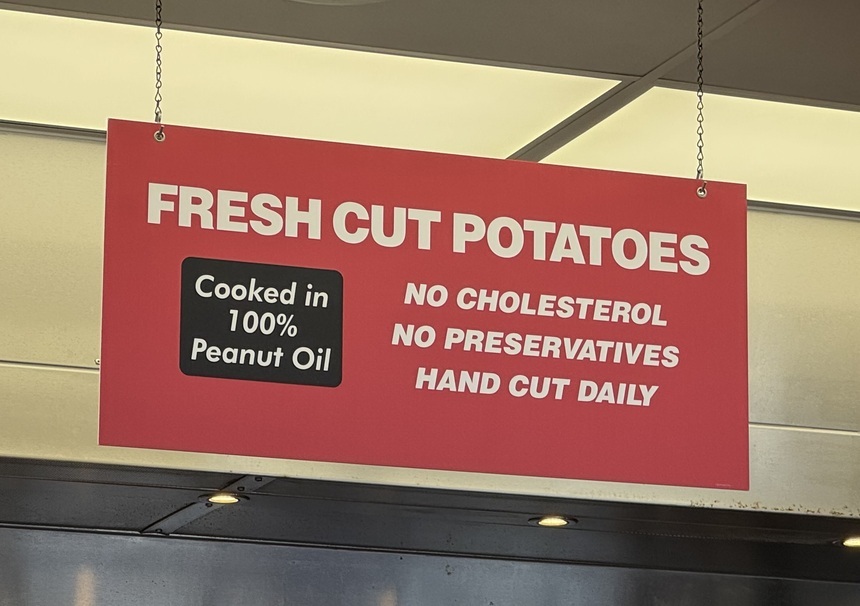 FRESH CUT POTATOES
Cooked in
100%
Peanut Oil
NO CHOLESTEROL
NO PRESERVATIVES
HAND CUT DAILY